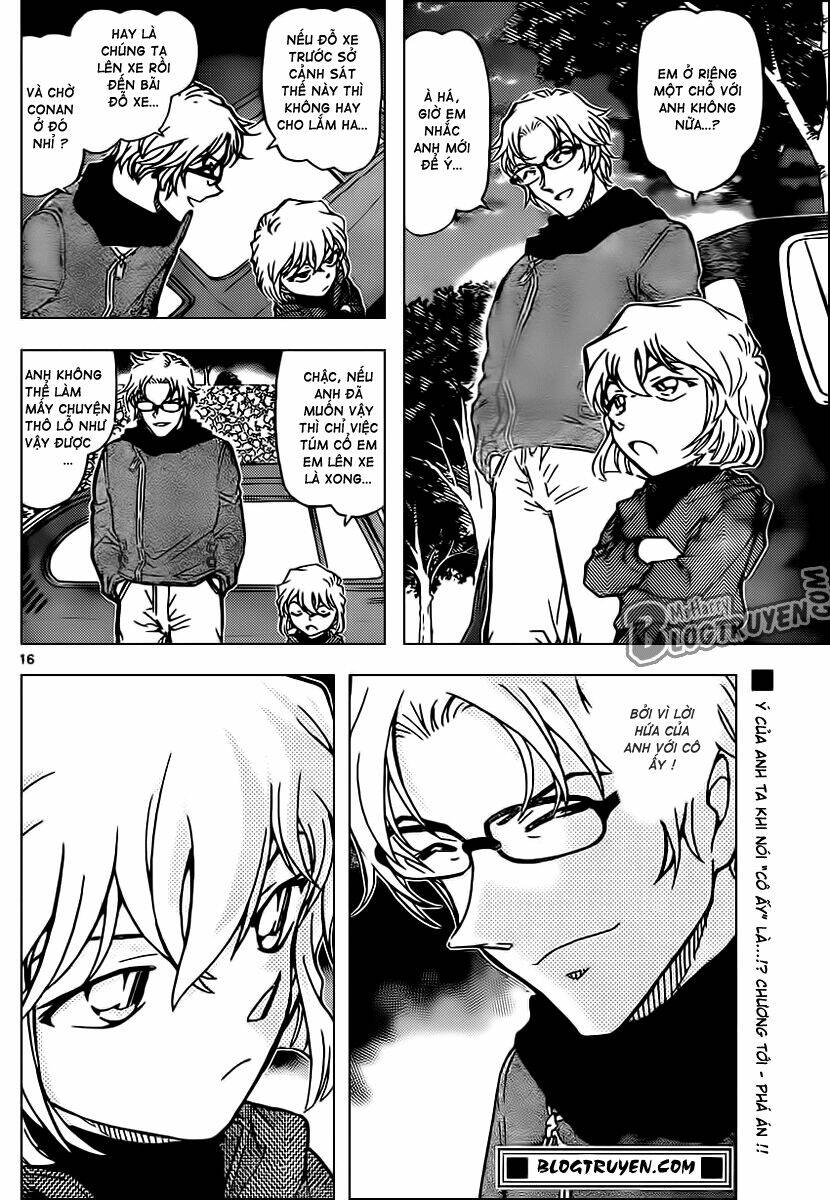 EM Ở RIÊNG
MỘT CHỖ VỚI
ANH KHÔNG
NỮA...?
À HÁ,
GIỜ EM
NHẮC
ANH MỚI
ĐỂ Ý...
NẾU ĐỖ XE
TRƯỚC SỞ
CẢNH SÁT
THẾ NÀY THÌ
KHÔNG HAY
CHO LẮM HA...
HAY LÀ
CHÚNG TA
LÊN XE RỒI
ĐẾN BÃI
ĐỖ XE...
VÀ CHỜ
CONAN
Ở ĐÓ
NHỈ ?
CHẬC, NẾU
ANH ĐÃ
MUỐN VẬY
THÌ CHỈ VIỆC
TÚM CỔ EM
EM LÊN XE
LÀ XONG...
ANH KHÔNG
THỂ LÀM
MẤY CHUYỆN
THÔ LỖ NHƯ
VẬY ĐƯỢC
...
MrHarry
BLOGTRUYEN.COM
16
BỞI VÌ LỜI
HỨA CỦA
ANH VỚI CÔ
ẤY !
Ý CỦA ANH TA KHI NÓI "CÔ ẤY" LÀ...!? CHƯƠNG TỚI - PHÁ ÁN !!
BLOGTRUYEN.COM